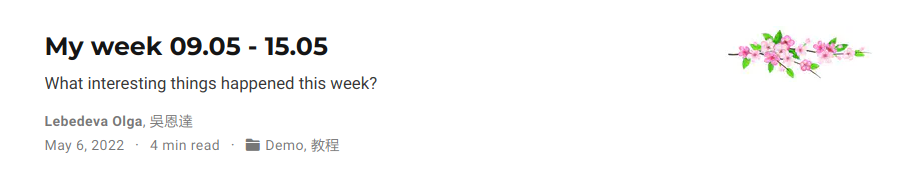 My week 09.05 - 15.05
What interesting things happened this week?
Lebedeva Olga, 吳恩達
May 6, 2022 · 4 min read · Demo, 教程